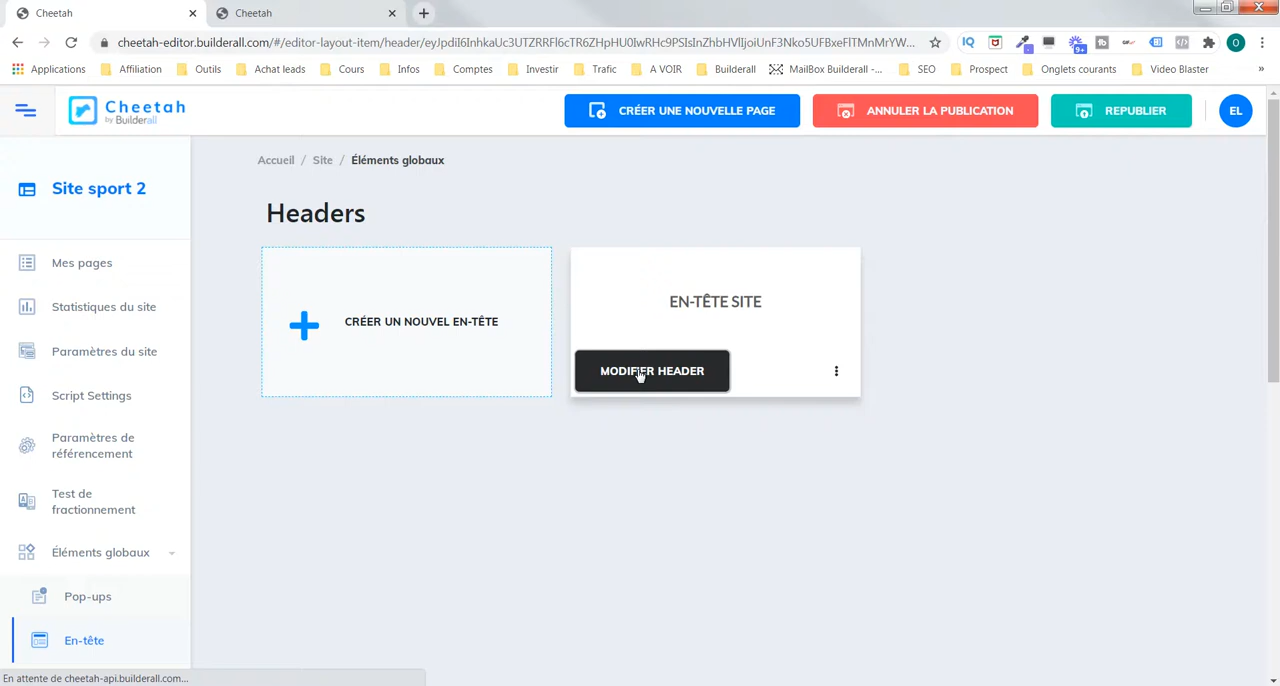 Cheetah
Cheetah
cheetah-editor.builderall.com/#/editor-layout-item/header/
Applications
Affiliation
Outils
Achat leads
Cours
Infos
Comptes
Investir
Trafic
A VOIR
Builderall
MailBox Builderall -...
SEO
Prospect
Onglets courants
Video Blaster
»
IQ
9+
O
Cheetah
by Builderall
CRÉER UNE NOUVELLE PAGE
ANNULER LA PUBLICATION
REPUBLIER
EL
Accueil / Site / Éléments globaux
Site sport 2
Headers
Mes pages
Statistiques du site
Paramètres du site
Script Settings
Paramètres de
référencement
Test de
fractionnement
Éléments globaux
Pop-ups
En-tête
CRÉER UN NOUVEL EN-TÊTE
EN-TÊTE SITE
MODIFIER HEADER
En attente de cheetah-api.builderall.com...